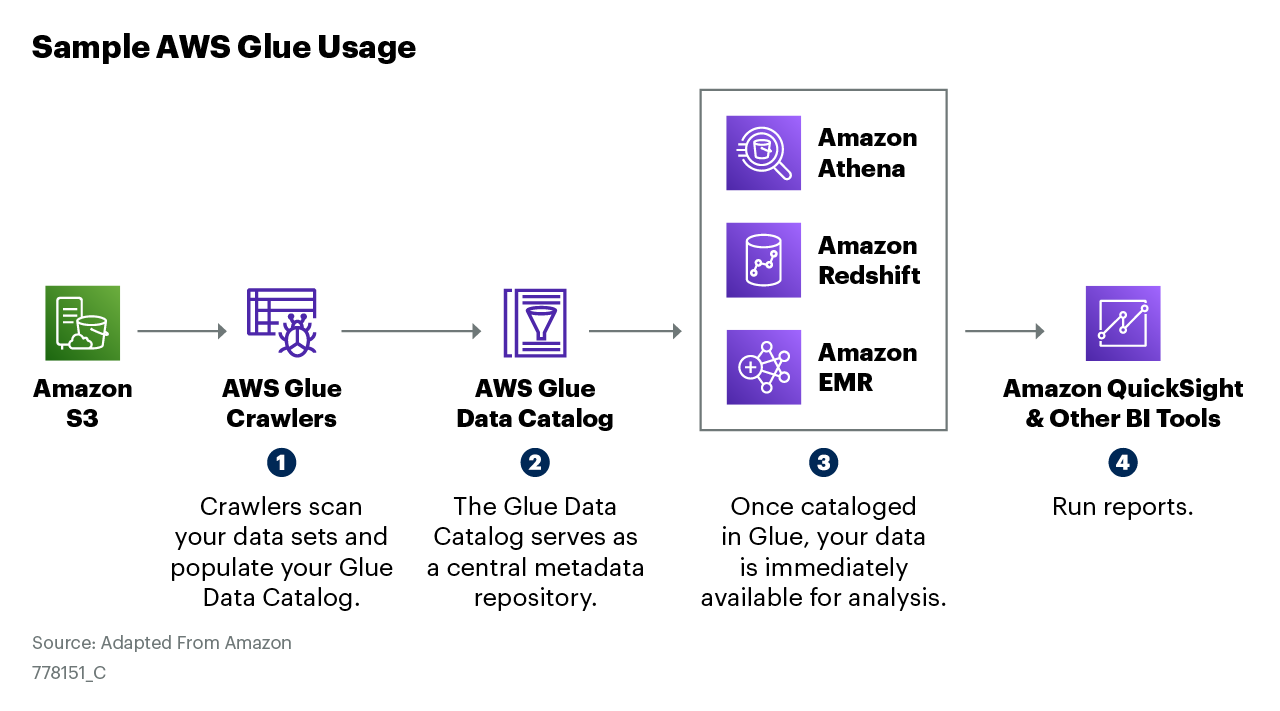 Sample AWS Glue Usage
Amazon
Athena
Amazon
Redshift
Amazon
EMR
Amazon
S3
AWS Glue
Crawlers
AWS Glue
Data Catalog
Amazon QuickSight
& Other BI Tools
1
Crawlers scan
your data sets and
populate your Glue
Data Catalog.
2
The Glue Data
Catalog serves as
a central metadata
repository.
3
Once cataloged
in Glue, your data
is immediately
available for analysis.
4
Run reports.
Source: Adapted From Amazon
778151_C